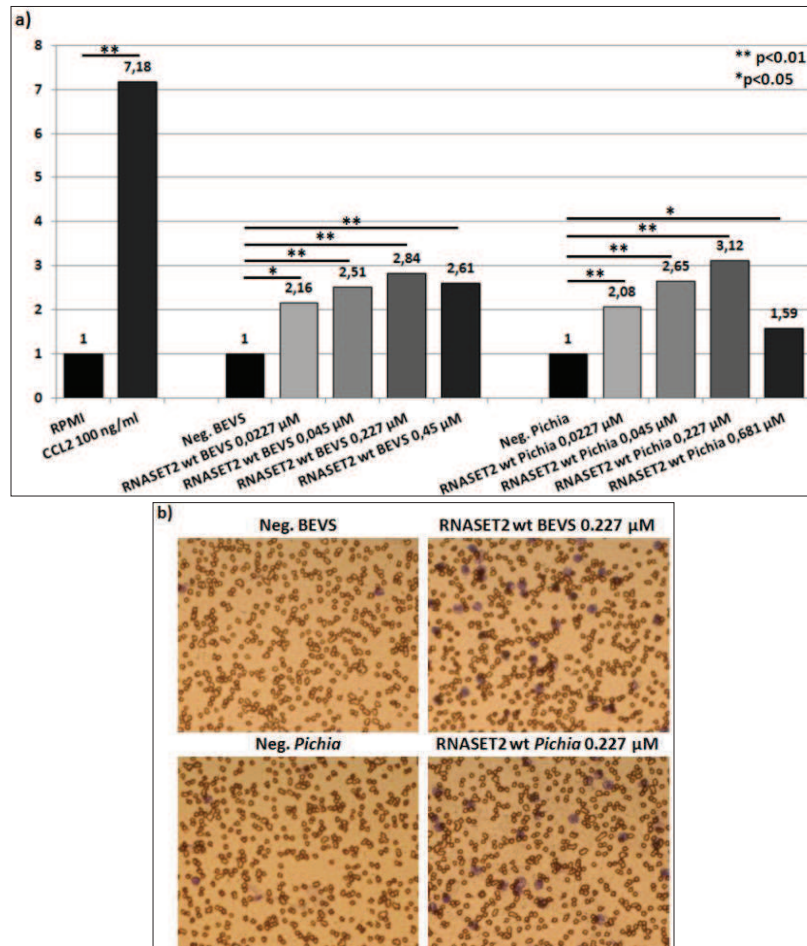 a)
8
7
6
5
4
3
2
1
0
**
7,18
** p<0.01
*p<0.05
1
**
**
**
*
1
2,16
2,51
2,84
2,61
*
**
**
**
1
2,08
2,65
3,12
1,59
RPMI
CCL2 100 ng/ml
Neg. BEVS
RNASET2 wt BEVS 0,0227 µM
RNASET2 wt BEVS 0,045 µM
RNASET2 wt BEVS 0,227 µM
RNASET2 wt BEVS 0,45 µM
Neg. Pichia
RNASET2 wt Pichia 0,0227 µM
RNASET2 wt Pichia 0,045 µM
RNASET2 wt Pichia 0,227 µM
RNASET2 wt Pichia 0,681 µM
b)
Neg. BEVS
RNASET2 wt BEVS 0.227 µM
Neg. Pichia
RNASET2 wt Pichia 0.227 µM